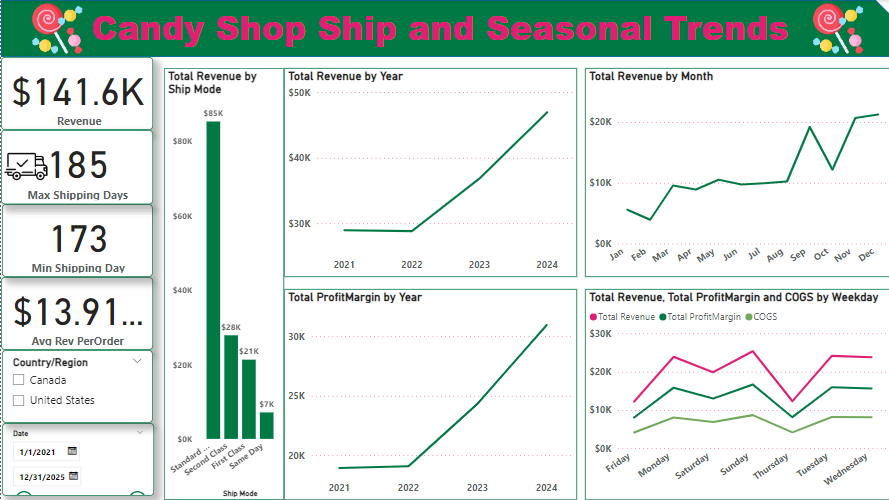 Candy Shop Ship and Seasonal Trends
$141.6K
Revenue
185
Max Shipping Days
173
Min Shipping Day
$13.91...
Avg Rev PerOrder
Country/Region
Canada
United States
Date
1/1/2021
12/31/2025
Total Revenue by
Ship Mode
$85K
$80K
$60K
$40K
$28K
$21K
$20K
$7K
$0K
Standard ...
Second Class
First Class
Same Day
Ship Mode
Total Revenue by Year
$50K
$40K
$30K
2021 2022 2023 2024
Total Revenue by Month
$20K
$10K
$0K
Jan Feb Mar Apr May Jun Jul Aug Sep Oct Nov Dec
Total ProfitMargin by Year
30K
25K
20K
2021 2022 2023 2024
Total Revenue, Total ProfitMargin and COGS by Weekday
Total Revenue Total ProfitMargin COGS
$30K
$20K
$10K
$0K
Friday Monday Saturday Sunday Thursday Tuesday Wednesday